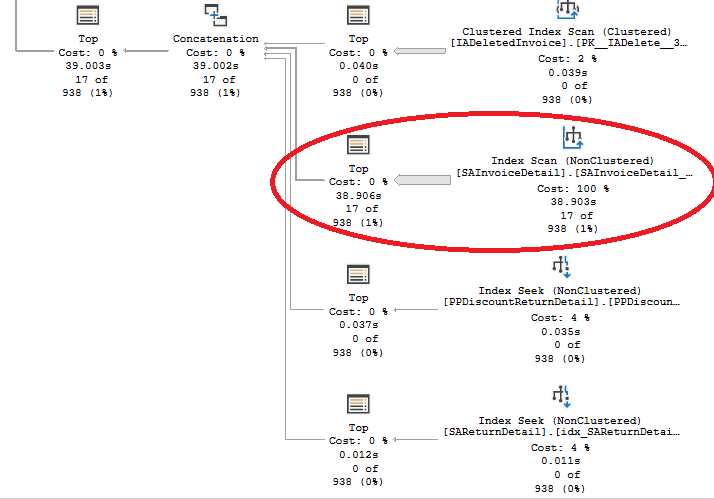 Top
Cost: 0 %
39.003s
17 of
938 (1%)
Concatenation
Cost: 0 %
39.002s
17 of
938 (1%)
Top
Cost: 0 %
0.040s
0 of
938 (0%)
Clustered Index Scan (Clustered)
[IADeletedInvoice].[PK__IADelete__3…
Cost: 2 %
0.039s
0 of
938 (0%)
Top
Cost: 0 %
38.906s
17 of
938 (1%)
Index Scan (NonClustered)
[SAInvoiceDetail].[SAInvoiceDetail_…
Cost: 100 %
38.903s
17 of
938 (1%)
Top
Cost: 0 %
0.037s
0 of
938 (0%)
Index Seek (NonClustered)
[PPDiscountReturnDetail].[PPDiscoun…
Cost: 4 %
0.035s
0 of
938 (0%)
Top
Cost: 0 %
0.012s
0 of
938 (0%)
Index Seek (NonClustered)
[SAReturnDetail].[idx_SAReturnDetai…
Cost: 4 %
0.011s
0 of
938 (0%)